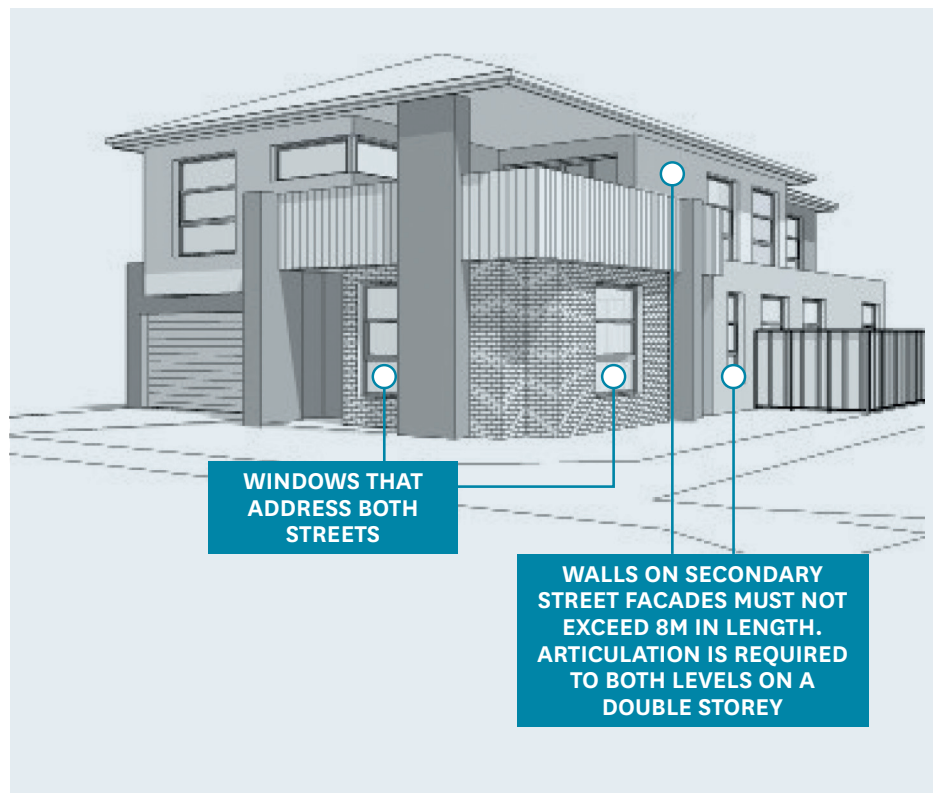 WINDOWS THAT
ADDRESS BOTH
STREETS
WALLS ON SECONDARY
STREET FACADES MUST NOT
EXCEED 8M IN LENGTH.
ARTICULATION IS REQUIRED
TO BOTH LEVELS ON A
DOUBLE STOREY